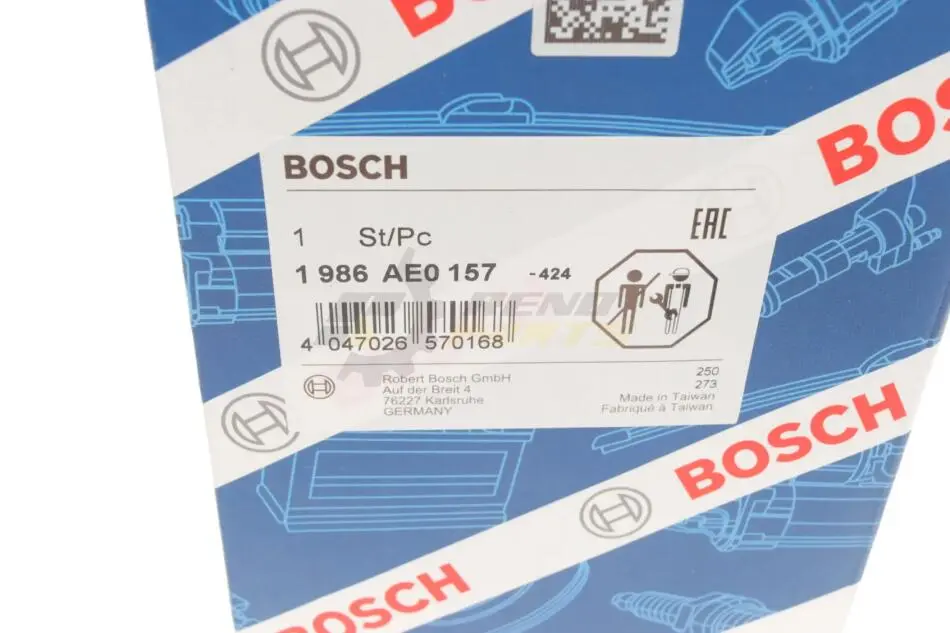 BOSCH
BO
BOSCH
EAC
1 St/Pc
1 986 AE0 157 -424
4 047026 570168
Robert Bosch GmbH
Auf der Breit 4
76227 Karlsruhe
GERMANY
250
273
Made in Taiwan
Fabriqué à Taiwan
BOSCH
BOSCH